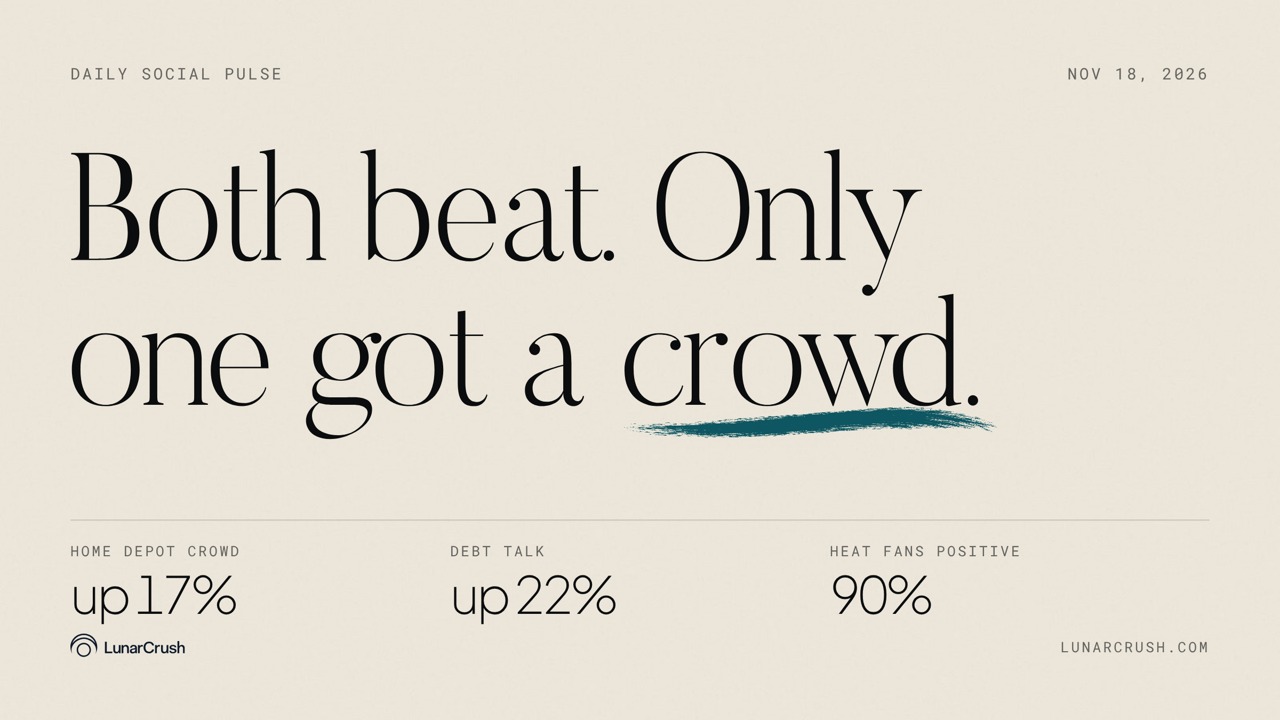 DAILY SOCIAL PULSE
NOV 18, 2026
Both beat. Only
one got a crowd.
HOME DEPOT CROWD
up 17%
DEBT TALK
up 22%
HEAT FANS POSITIVE
90%
LunarCrush
LUNARCRUSH.COM